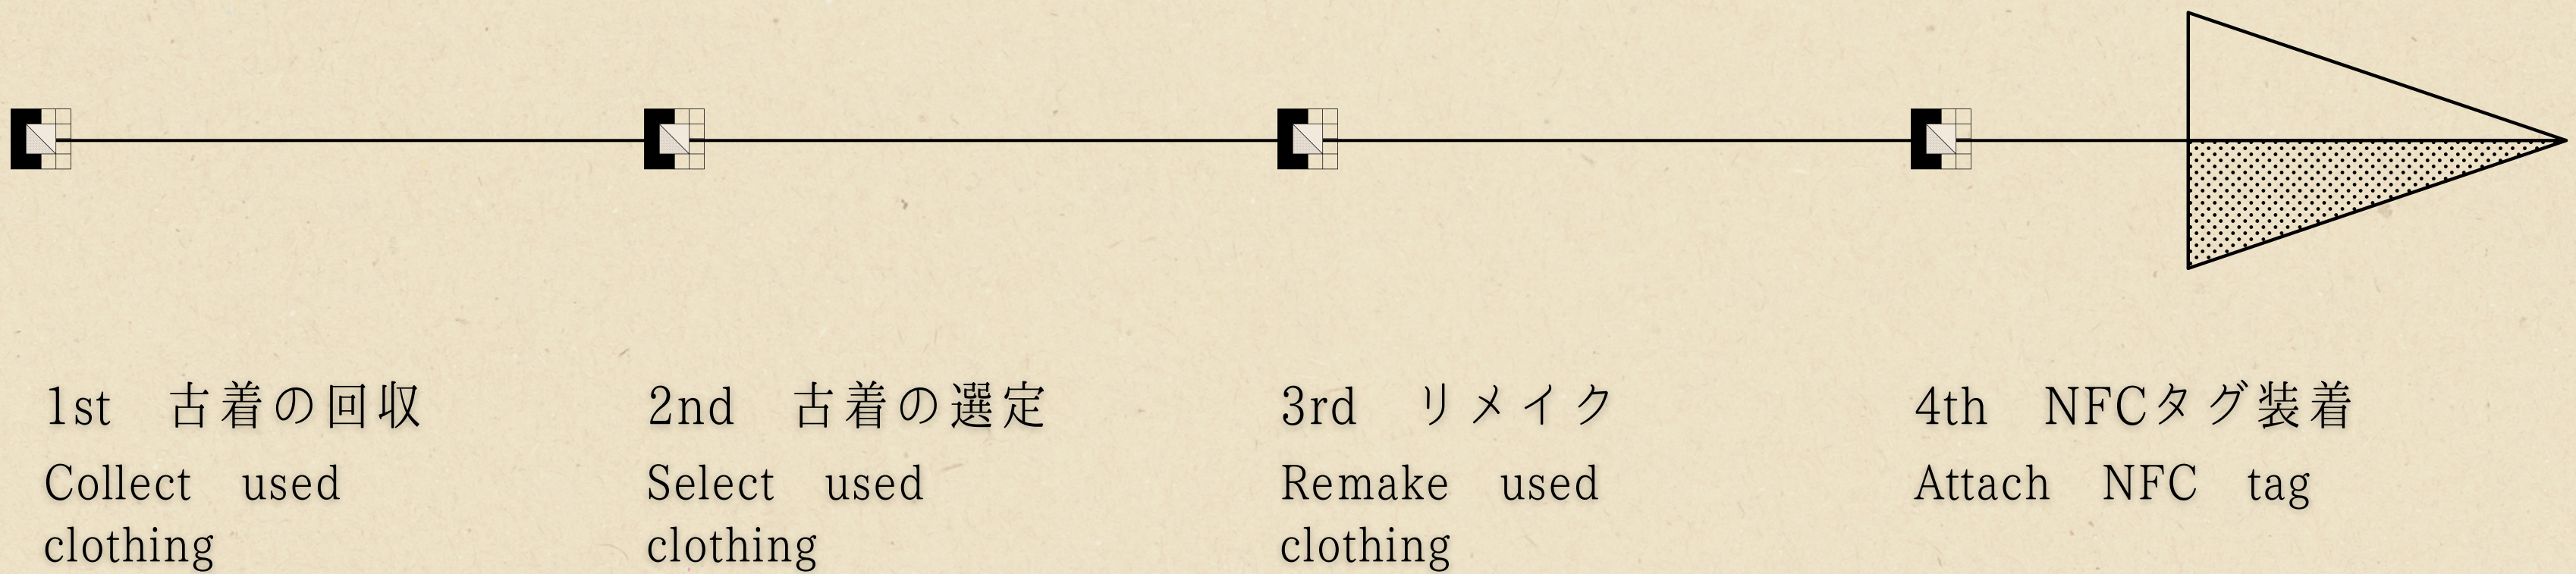 1st　古着の回収
Collect　used
clothing
2nd　古着の選定
Select　used
clothing
3rd　リメイク
Remake　used
clothing
4th　NFCタグ装着
Attach　NFC　tag